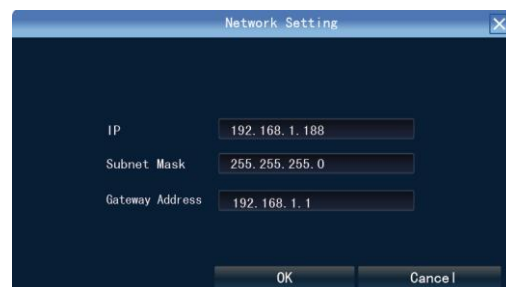 Network Setting
IP 192.168.1.188
Subnet Mask 255.255.255.0
Gateway Address 192.168.1.1
OK Cancel